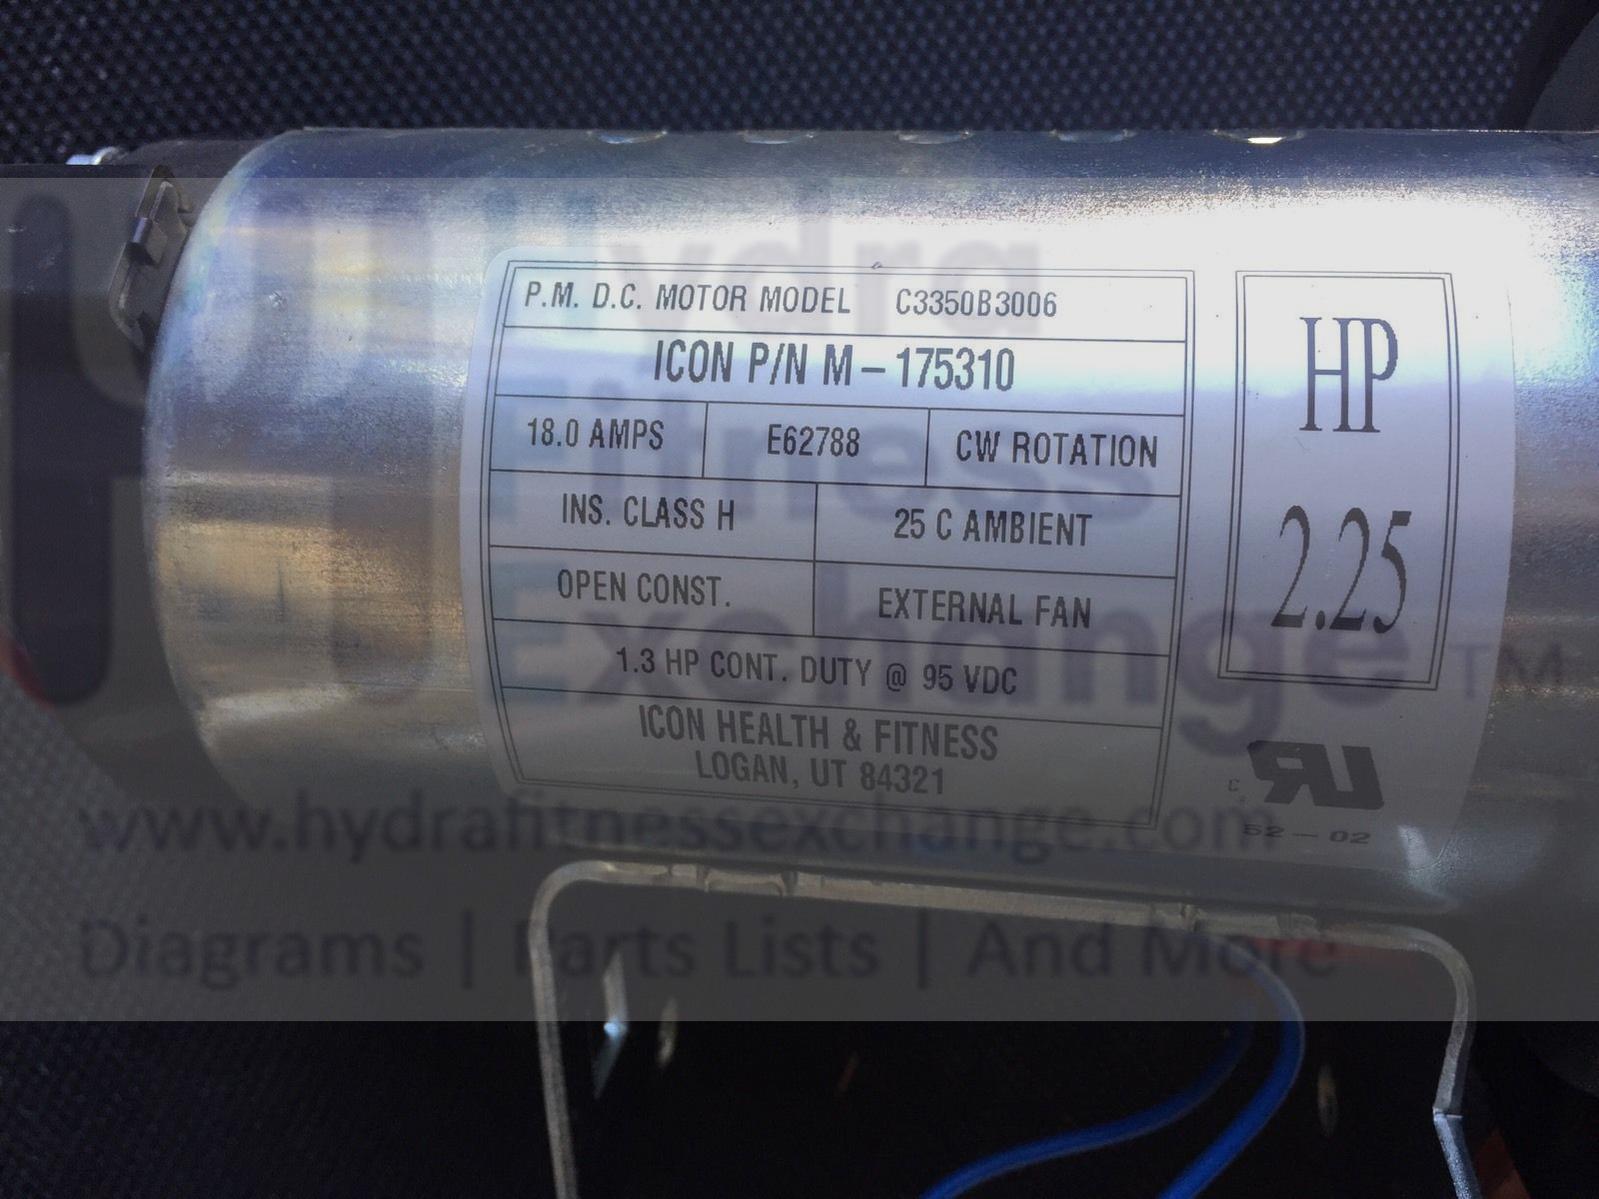 P.M. D.C. MOTOR MODEL C3350B3006
ICON P/N M-175310
18.0 AMPS E62788 CW ROTATION
INS. CLASS H 25 C AMBIENT
OPEN CONST. EXTERNAL FAN
1.3 HP CONT. DUTY @ 95 VDC
ICON HEALTH & FITNESS
LOGAN, UT 84321
HP
2.25
c UR
52-02
Hydra
Fitness
Exchange TM
www.hydrafitnessexchange.com
Diagrams | Parts Lists | And More